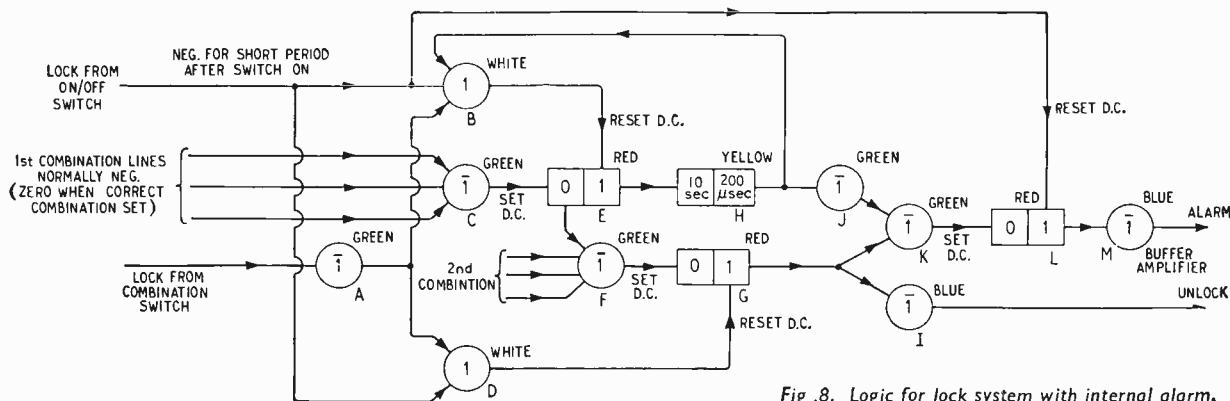 NEG. FOR SHORT PERIOD
AFTER SWITCH ON
LOCK FROM
ON/OFF
SWITCH
WHITE
1
B
RESET D.C.
1st COMBINATION LINES
NORMALLY NEG.
(ZERO WHEN CORRECT
COMBINATION SET)
GREEN
1̅
C
SET
D.C.
RED
0 1
E
YELLOW
10 sec 200 μsec
H
GREEN
1̅
J
GREEN
1̅
K
SET
D.C.
RED
0 1
L
BLUE
1̅
M
ALARM
BUFFER
AMPLIFIER
LOCK FROM
COMBINATION
SWITCH
GREEN
1̅
A
2nd
COMBINTION
GREEN
1̅
F
SET
D.C.
RED
0 1
G
RESET D.C.
BLUE
1̅
I
UNLOCK
WHITE
1
D
Fig .8. Logic for lock system with internal alarm.